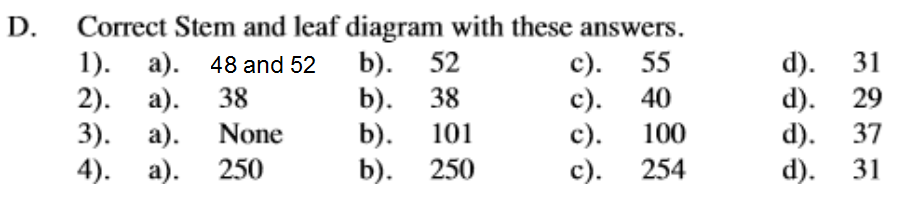 D. Correct Stem and leaf diagram with these answers.
1). a). 48 and 52 b). 52 c). 55 d). 31
2). a). 38 b). 38 c). 40 d). 29
3). a). None b). 101 c). 100 d). 37
4). a). 250 b). 250 c). 254 d). 31